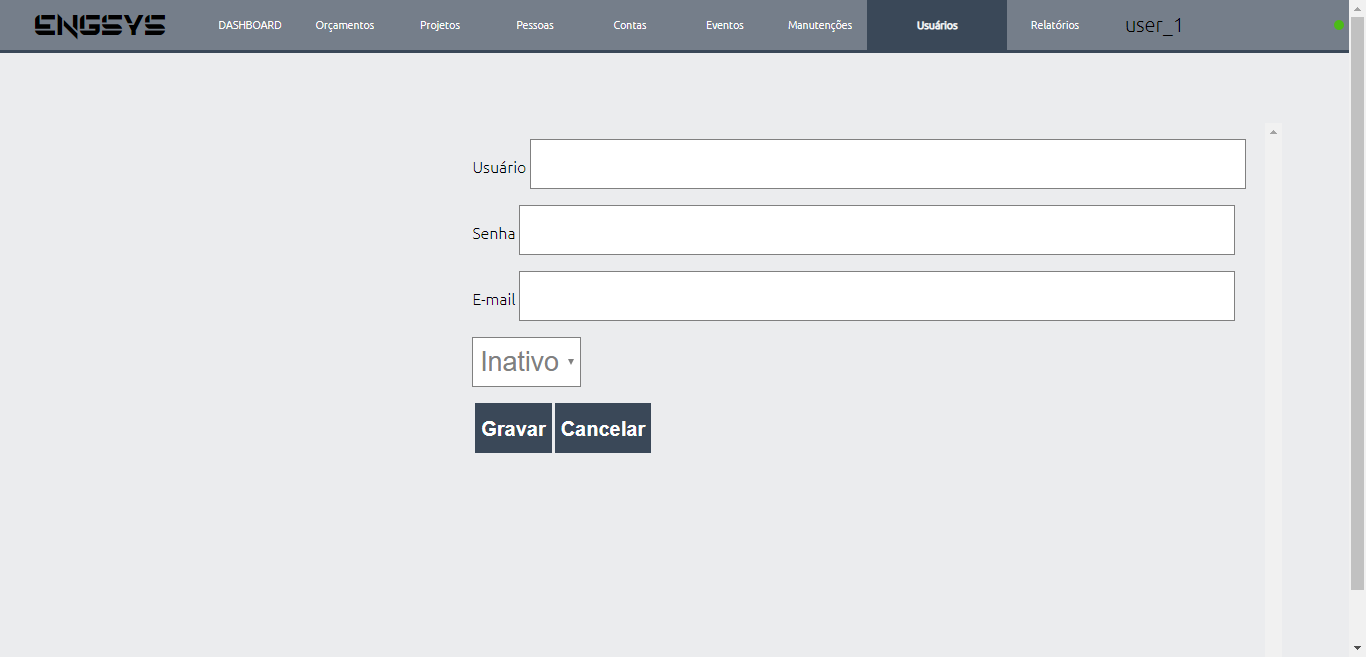 ENGSYS DASHBOARD Orçamentos Projetos Pessoas Contas Eventos Manutenções Usuários Relatórios user_1
Usuário
Senha
E-mail
Inativo
Gravar Cancelar